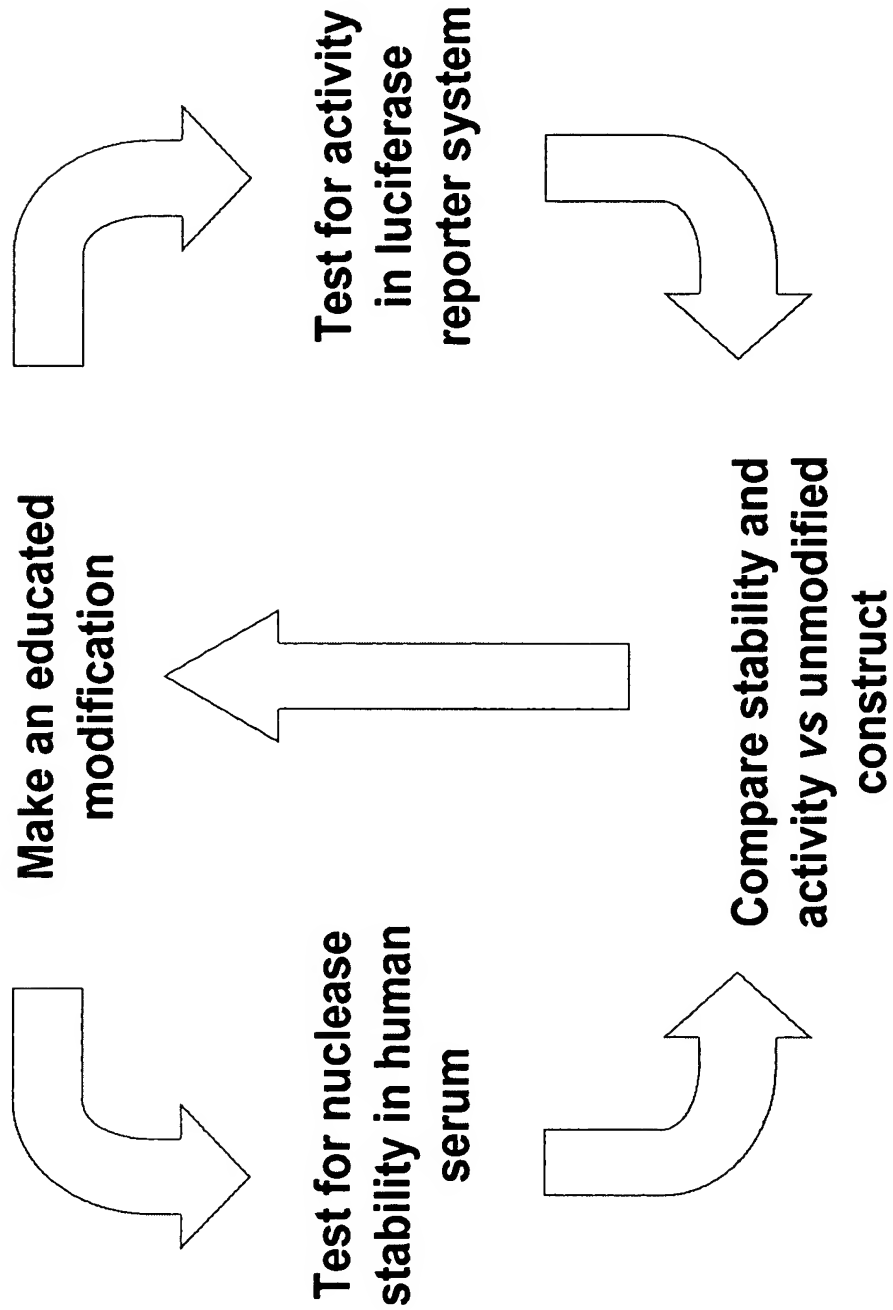 Make an educated
modification
Test for nuclease
stability in human
serum
Test for activity
in luciferase
reporter system
Compare stability and
activity vs unmodified
construct